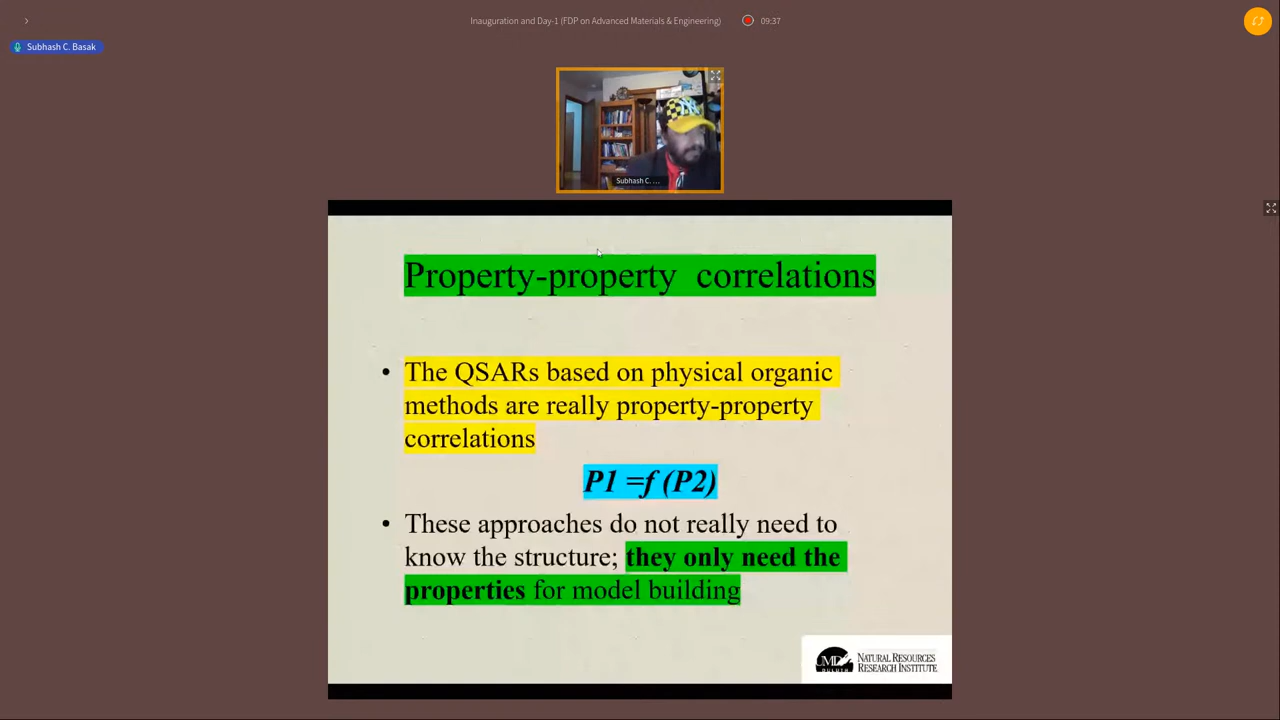 Inauguration and Day-1 (FDP on Advanced Materials & Engineering)
09:37
Subhash C. Basak
Subhash C. ...
Property-property correlations
• The QSARs based on physical organic
methods are really property-property
correlations
P1 =f (P2)
• These approaches do not really need to
know the structure; they only need the
properties for model building
UMD
DULUTH
NATURAL RESOURCES
RESEARCH INSTITUTE